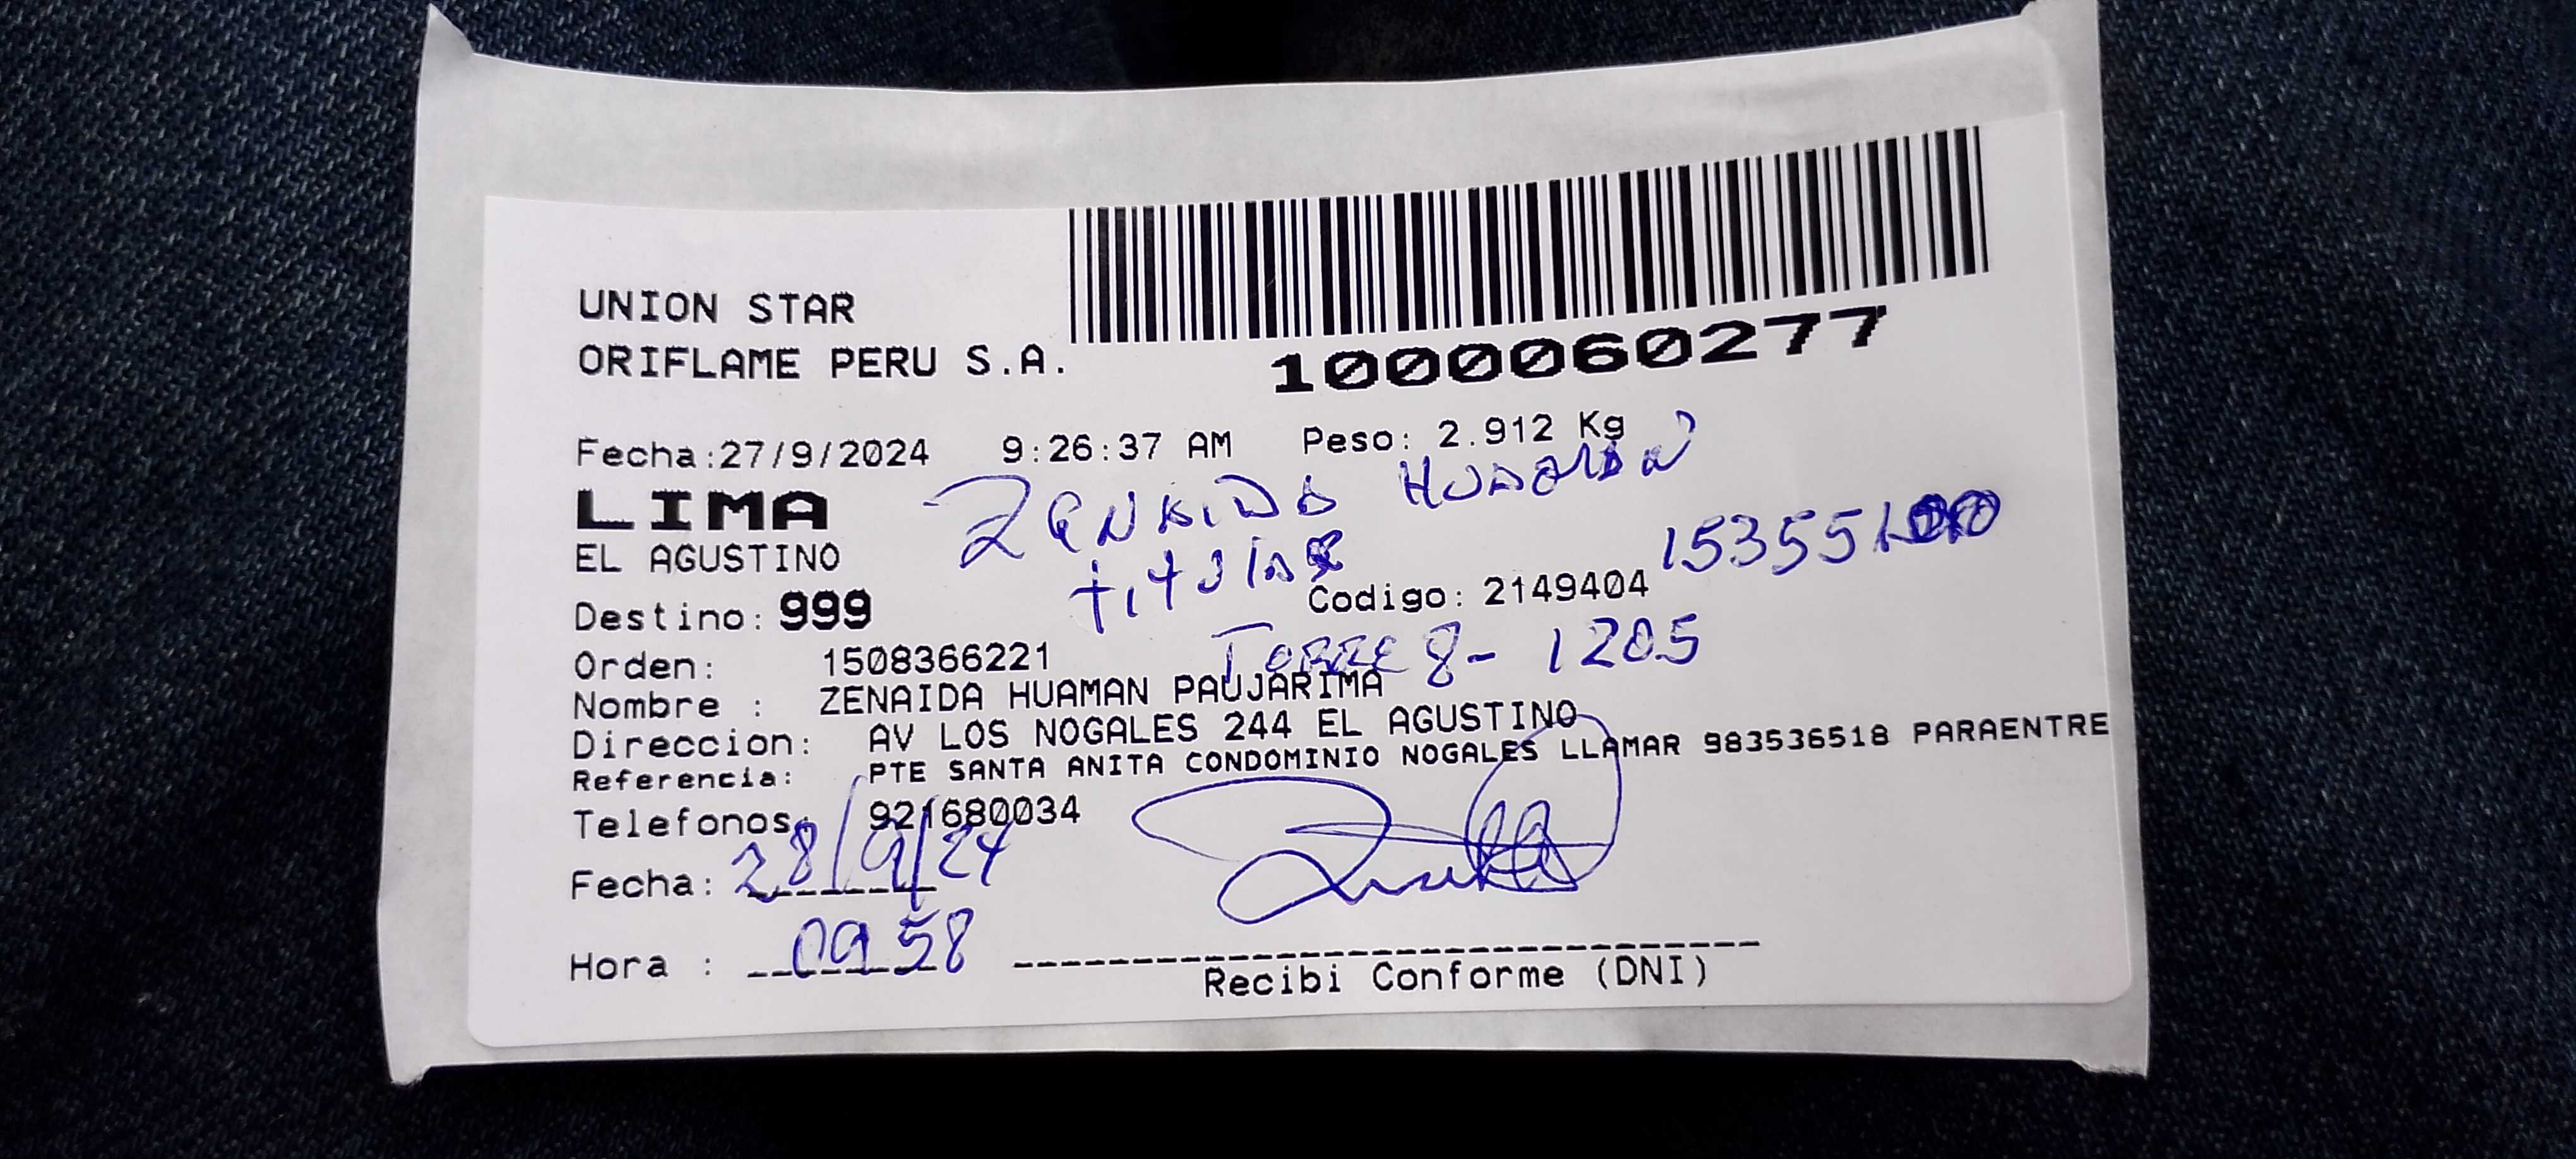 UNION STAR
ORIFLAME PERU S.A.
1000060277
Fecha:27/9/2024 9:26:37 AM Peso: 2.912 Kg
LIMA
EL AGUSTINO
Destino: 999
Codigo: 2149404
TORRE 8- 1205
Orden: 1508366221
Nombre : ZENAIDA HUAMAN PAUJARIMA
Direccion: AV LOS NOGALES 244 EL AGUSTINO
Referencia: PTE SANTA ANITA CONDOMINIO NOGALES LLAMAR 983536518 PARAENTRE
Telefonos: 921680034
Fecha: 28/9/24
Hora : 09 58
Recibi Conforme (DNI)